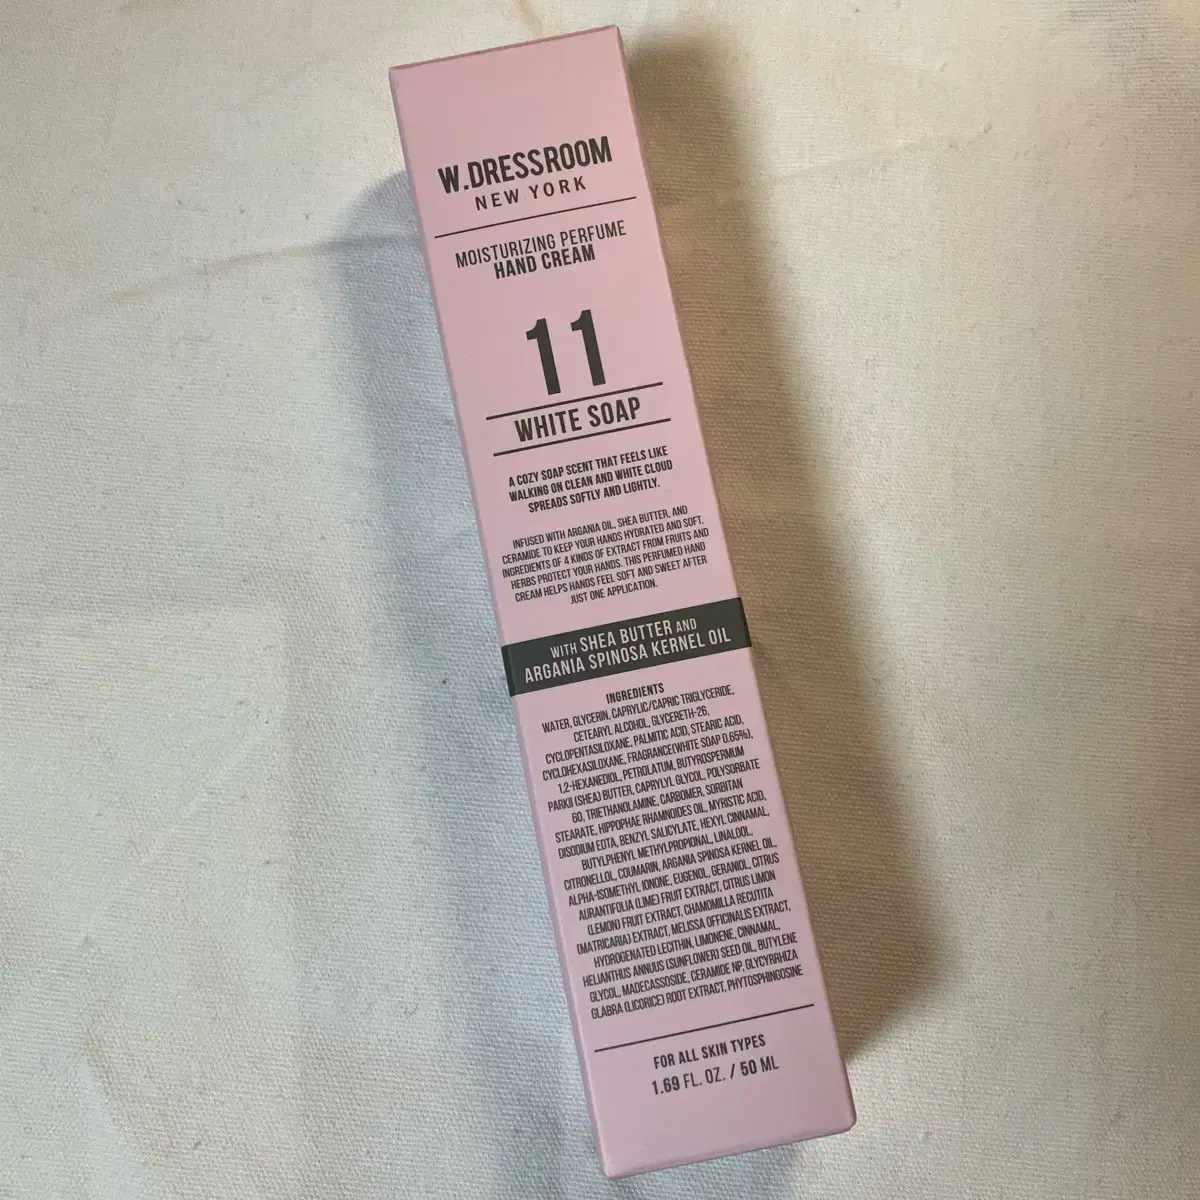 W.DRESSROOM
NEW YORK
MOISTURIZING PERFUME
HAND CREAM
11
WHITE SOAP
A COZY SOAP SCENT THAT FEELS LIKE
WALKING ON CLEAN AND WHITE CLOUD
SPREADS SOFTLY AND LIGHTLY.
INFUSED WITH ARGANIA OIL, SHEA BUTTER, AND
CERAMIDE TO KEEP YOUR HANDS HYDRATED AND SOFT.
INGREDIENTS OF 4 KINDS OF EXTRACT FROM FRUITS AND
HERBS PROTECT YOUR HANDS. THIS PERFUMED HAND
CREAM HELPS HANDS FEEL SOFT AND SWEET AFTER
JUST ONE APPLICATION.
WITH SHEA BUTTER AND
ARGANIA SPINOSA KERNEL OIL
INGREDIENTS
WATER, GLYCERIN, CAPRYLIC/CAPRIC TRIGLYCERIDE,
CETEARYL ALCOHOL, GLYCERETH-26,
CYCLOPENTASILOXANE, PALMITIC ACID, STEARIC ACID,
CYCLOHEXASILOXANE, FRAGRANCE(WHITE SOAP 0.65%),
1,2-HEXANEDIOL, PETROLATUM, BUTYROSPERMUM
PARKII (SHEA) BUTTER, CAPRYLYL GLYCOL, POLYSORBATE
60, TRIETHANOLAMINE, CARBOMER, SORBITAN
STEARATE, HIPPOPHAE RHAMNOIDES OIL, MYRISTIC ACID,
DISODIUM EDTA, BENZYL SALICYLATE, HEXYL CINNAMAL,
BUTYLPHENYL METHYLPROPIONAL, LINALOOL,
CITRONELLOL, COUMARIN, ARGANIA SPINOSA KERNEL OIL,
ALPHA-ISOMETHYL IONONE, EUGENOL, GERANIOL, CITRUS
AURANTIFOLIA (LIME) FRUIT EXTRACT, CITRUS LIMON
(LEMON) FRUIT EXTRACT, CHAMOMILLA RECUTITA
(MATRICARIA) EXTRACT, MELISSA OFFICINALIS EXTRACT,
HYDROGENATED LECITHIN, LIMONENE, CINNAMAL,
HELIANTHUS ANNUUS (SUNFLOWER) SEED OIL, BUTYLENE
GLYCOL, MADECASSOSIDE, CERAMIDE NP, GLYCYRRHIZA
GLABRA (LICORICE) ROOT EXTRACT, PHYTOSPHINGOSINE
FOR ALL SKIN TYPES
1.69 FL. OZ. / 50 ML